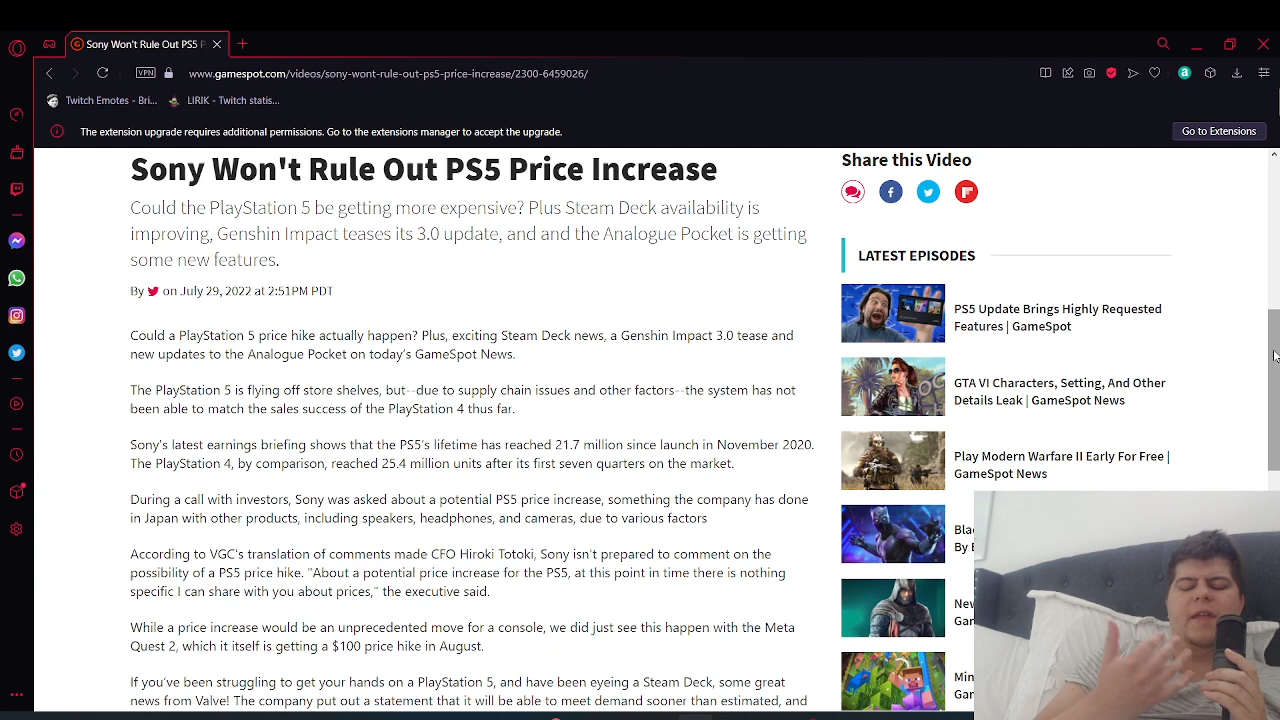 Sony Won't Rule Out PS5 P
VPN
www.gamespot.com/videos/sony-wont-rule-out-ps5-price-increase/2300-6459026/
Twitch Emotes - Bri...
LIRIK - Twitch statis...
The extension upgrade requires additional permissions. Go to the extensions manager to accept the upgrade.
Go to Extensions
Sony Won't Rule Out PS5 Price Increase
Could the PlayStation 5 be getting more expensive? Plus Steam Deck availability is
improving, Genshin Impact teases its 3.0 update, and and the Analogue Pocket is getting
some new features.
By on July 29, 2022 at 2:51PM PDT
Could a PlayStation 5 price hike actually happen? Plus, exciting Steam Deck news, a Genshin Impact 3.0 tease and
new updates to the Analogue Pocket on today's GameSpot News.
The PlayStation 5 is flying off store shelves, but--due to supply chain issues and other factors--the system has not
been able to match the sales success of the PlayStation 4 thus far.
Sony's latest earnings briefing shows that the PS5's lifetime has reached 21.7 million since launch in November 2020.
The PlayStation 4, by comparison, reached 25.4 million units after its first seven quarters on the market.
During a call with investors, Sony was asked about a potential PS5 price increase, something the company has done
in Japan with other products, including speakers, headphones, and cameras, due to various factors
According to VGC's translation of comments made CFO Hiroki Totoki, Sony isn't prepared to comment on the
possibility of a PS5 price hike. "About a potential price increase for the PS5, at this point in time there is nothing
specific I can share with you about prices," the executive said.
While a price increase would be an unprecedented move for a console, we did just see this happen with the Meta
Quest 2, which it itself is getting a $100 price hike in August.
If you've been struggling to get your hands on a PlayStation 5, and have been eyeing a Steam Deck, some great
news from Valve! The company put out a statement that it will be able to meet demand sooner than estimated, and
Share this Video
LATEST EPISODES
PS5 Update Brings Highly Requested
Features | GameSpot
GTA VI Characters, Setting, And Other
Details Leak | GameSpot News
Play Modern Warfare II Early For Free |
GameSpot News
Bla
By E
New
Gar
Min
Gar